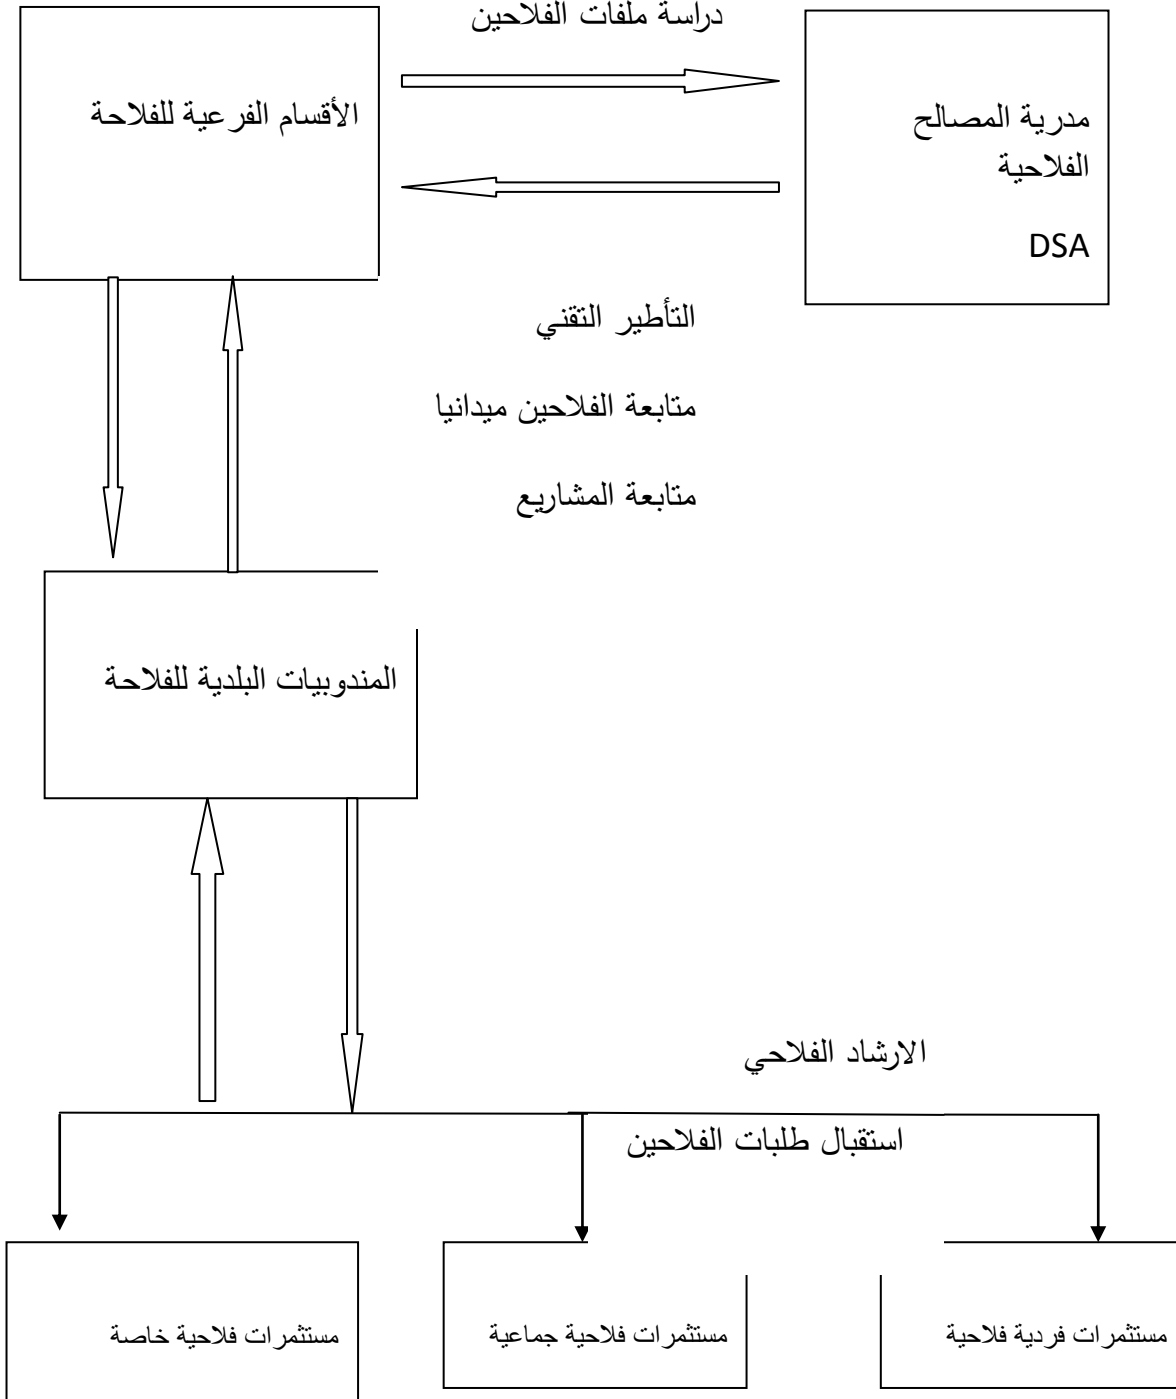 دراسة ملفات الفلاحين
الأقسام الفرعية للفلاحة
مدرية المصالح
الفلاحية
DSA
التأطير التقني
متابعة الفلاحين ميدانيا
متابعة المشاريع
المندوبيات البلدية للفلاحة
الارشاد الفلاحي
استقبال طلبات الفلاحين
مستثمرات فردية فلاحية
مستثمرات فلاحية جماعية
مستثمرات فلاحية خاصة